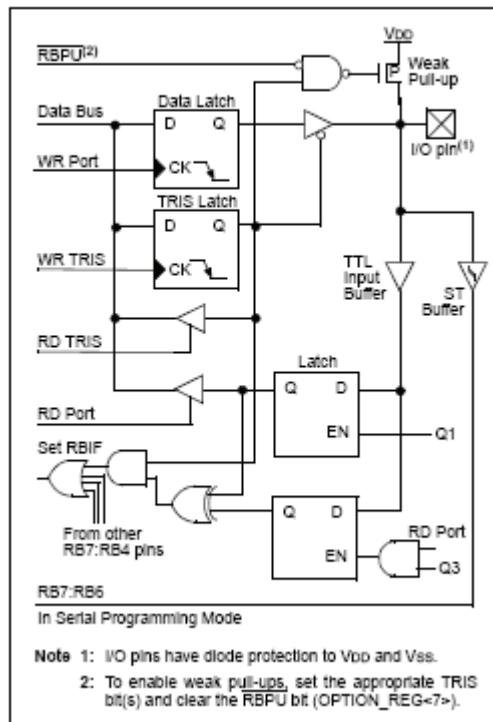 VDD
RBPU(2)
P
Weak
Pull-up
Data Bus
Data Latch
D Q
I/O pin(1)
WR Port
CK
TRIS Latch
D Q
WR TRIS
CK
TTL
Input
Buffer
ST
Buffer
RD TRIS
Latch
Q D
RD Port
EN
Q1
Set RBIF
Q D
RD Port
EN
Q3
From other
RB7:RB4 pins
RB7:RB6
In Serial Programming Mode
Note 1: I/O pins have diode protection to VDD and VSS.
2: To enable weak pull-ups, set the appropriate TRIS
bit(s) and clear the RBPU bit (OPTION_REG<7>).